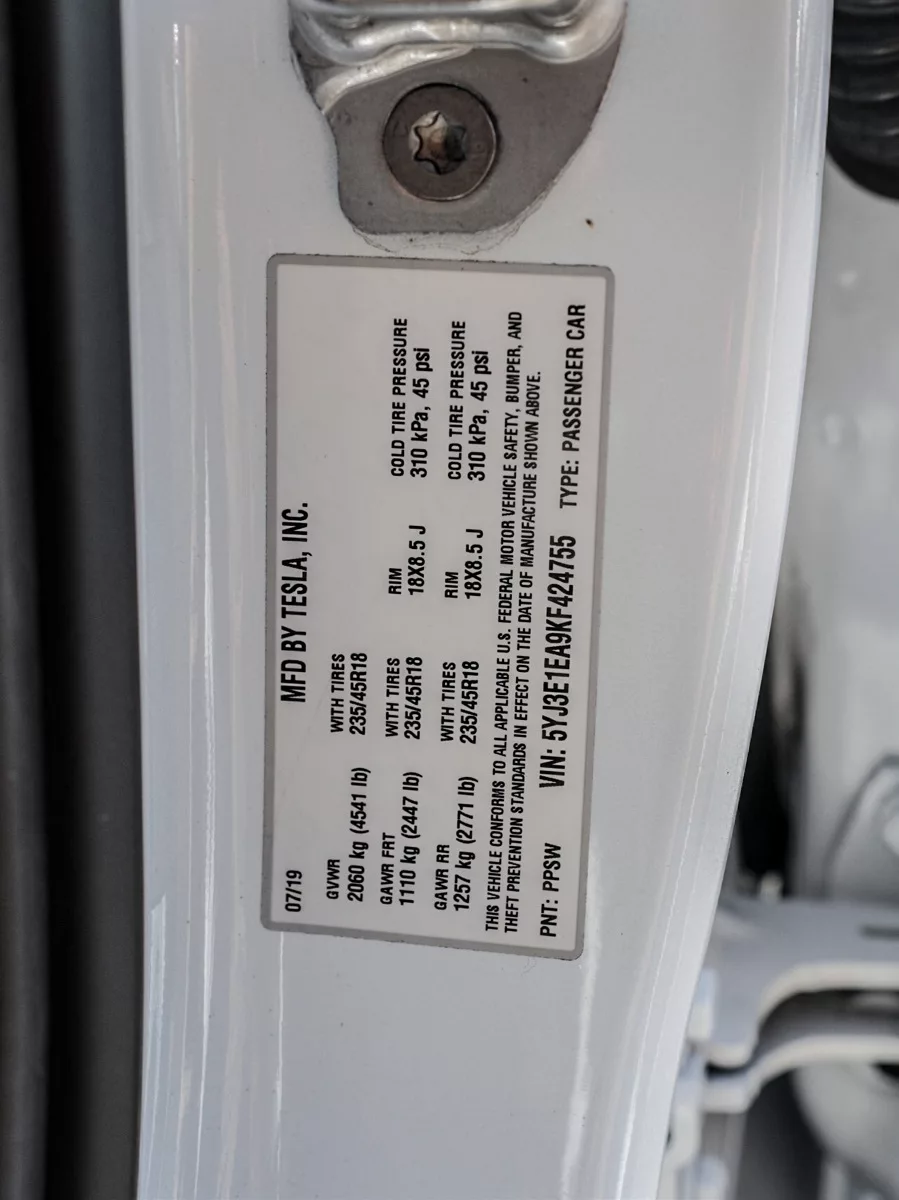 07/19 MFD BY TESLA, INC.
GVWR WITH TIRES
2060 kg (4541 lb) 235/45R18
GAWR FRT WITH TIRES RIM COLD TIRE PRESSURE
1110 kg (2447 lb) 235/45R18 18X8.5 J 310 kPa, 45 psi
GAWR RR WITH TIRES RIM COLD TIRE PRESSURE
1257 kg (2771 lb) 235/45R18 18X8.5 J 310 kPa, 45 psi
THIS VEHICLE CONFORMS TO ALL APPLICABLE U.S. FEDERAL MOTOR VEHICLE SAFETY, BUMPER, AND
THEFT PREVENTION STANDARDS IN EFFECT ON THE DATE OF MANUFACTURE SHOWN ABOVE.
PNT: PPSW VIN: 5YJ3E1EA9KF424755 TYPE: PASSENGER CAR